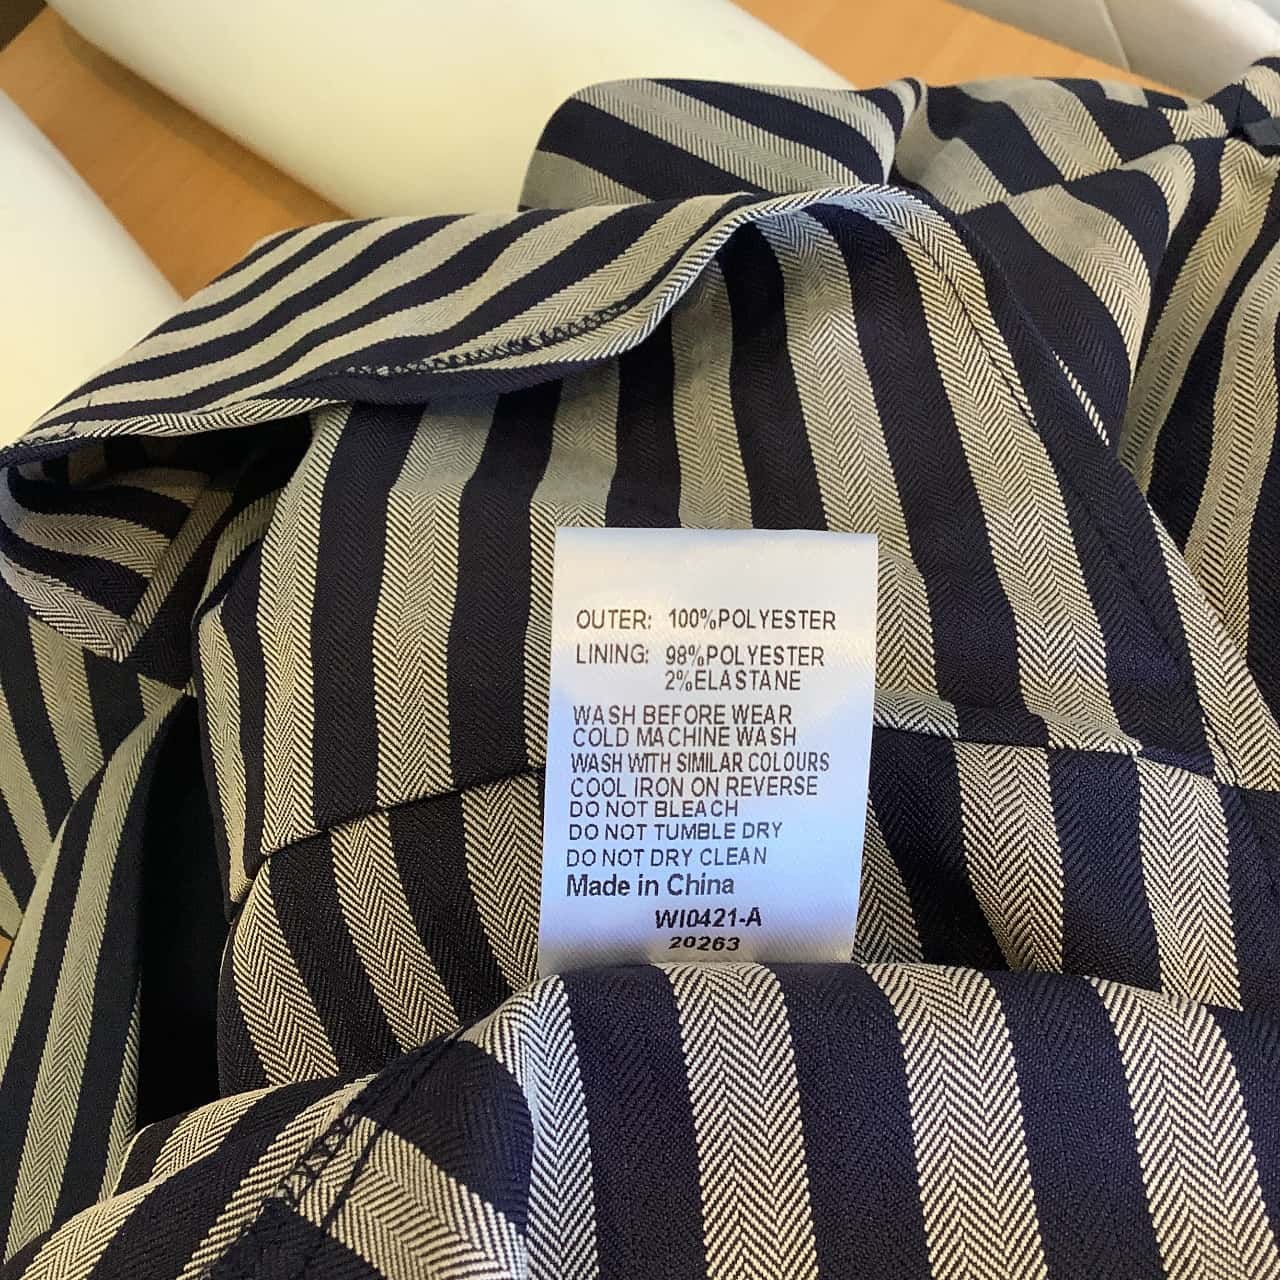 OUTER: 100%POLYESTER
LINING: 98%POLYESTER
2%ELASTANE
WASH BEFORE WEAR
COLD MACHINE WASH
WASH WITH SIMILAR COLOURS
COOL IRON ON REVERSE
DO NOT BLEACH
DO NOT TUMBLE DRY
DO NOT DRY CLEAN
Made in China
WI0421-A
20263